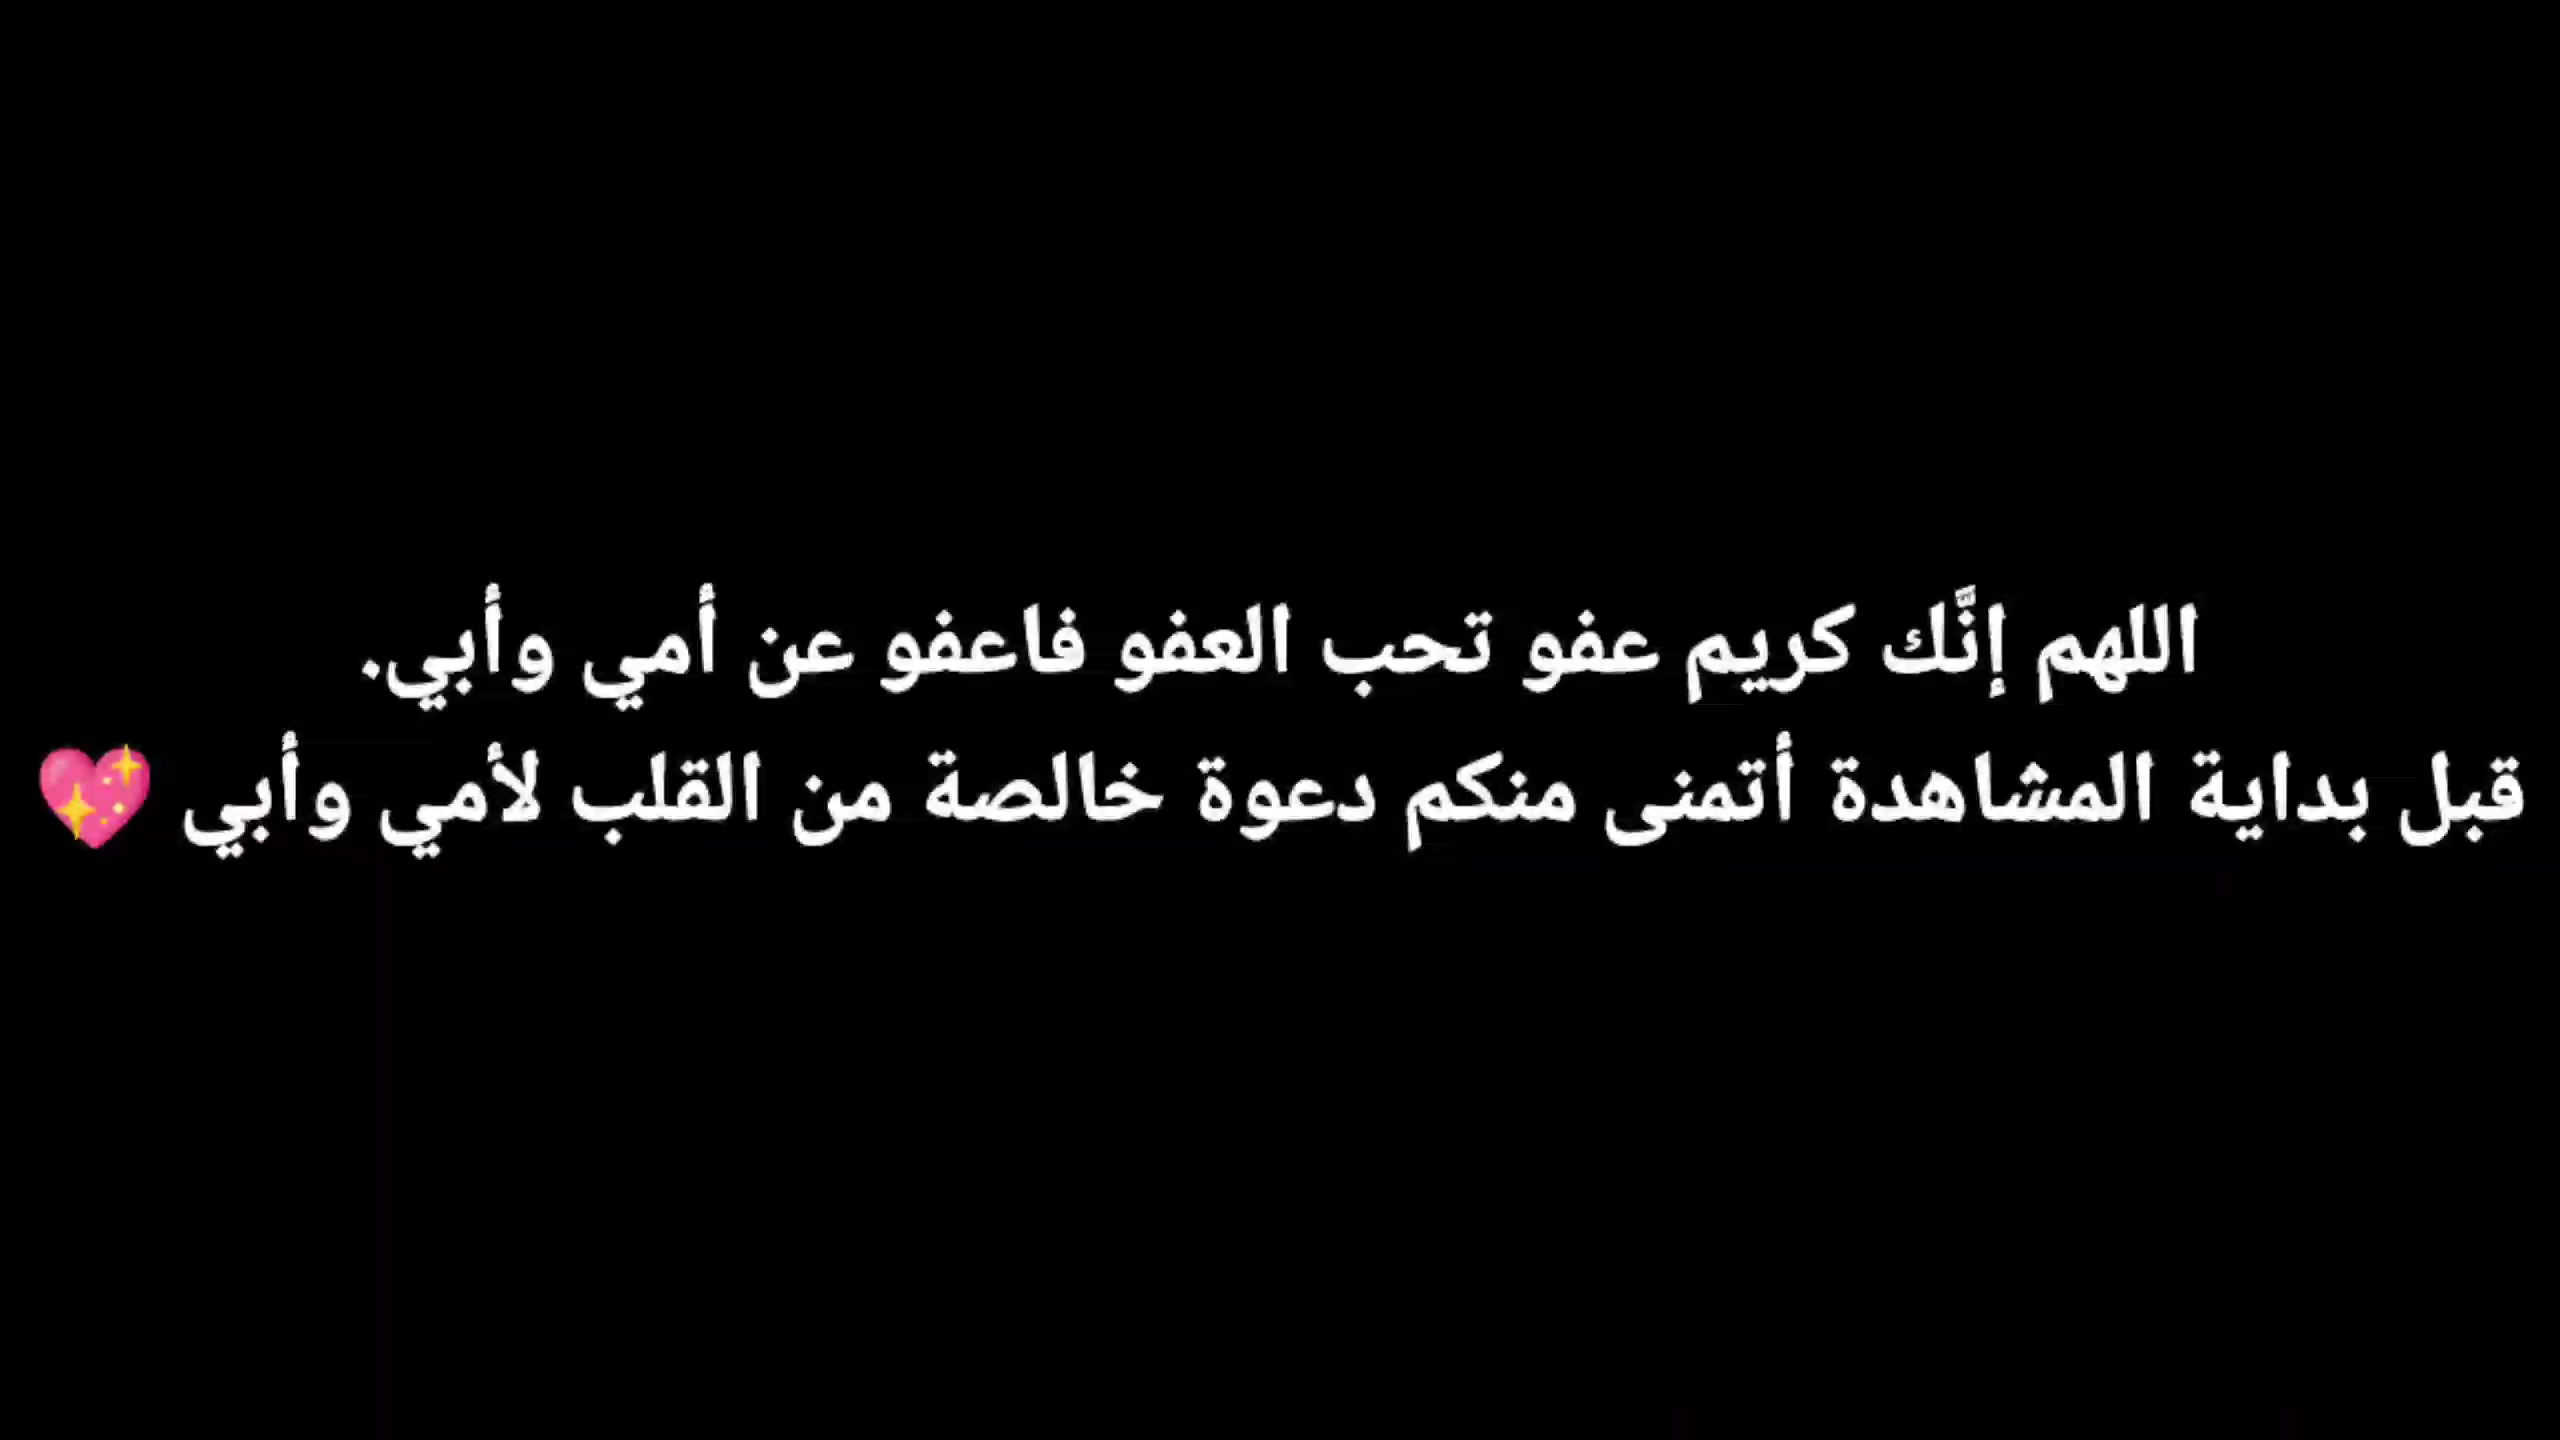 اللهم إنَّك كريم عفو تحب العفو فاعفو عن أمي وأبي.
قبل بداية المشاهدة أتمنى منكم دعوة خالصة من القلب لأمي وأبي 💖